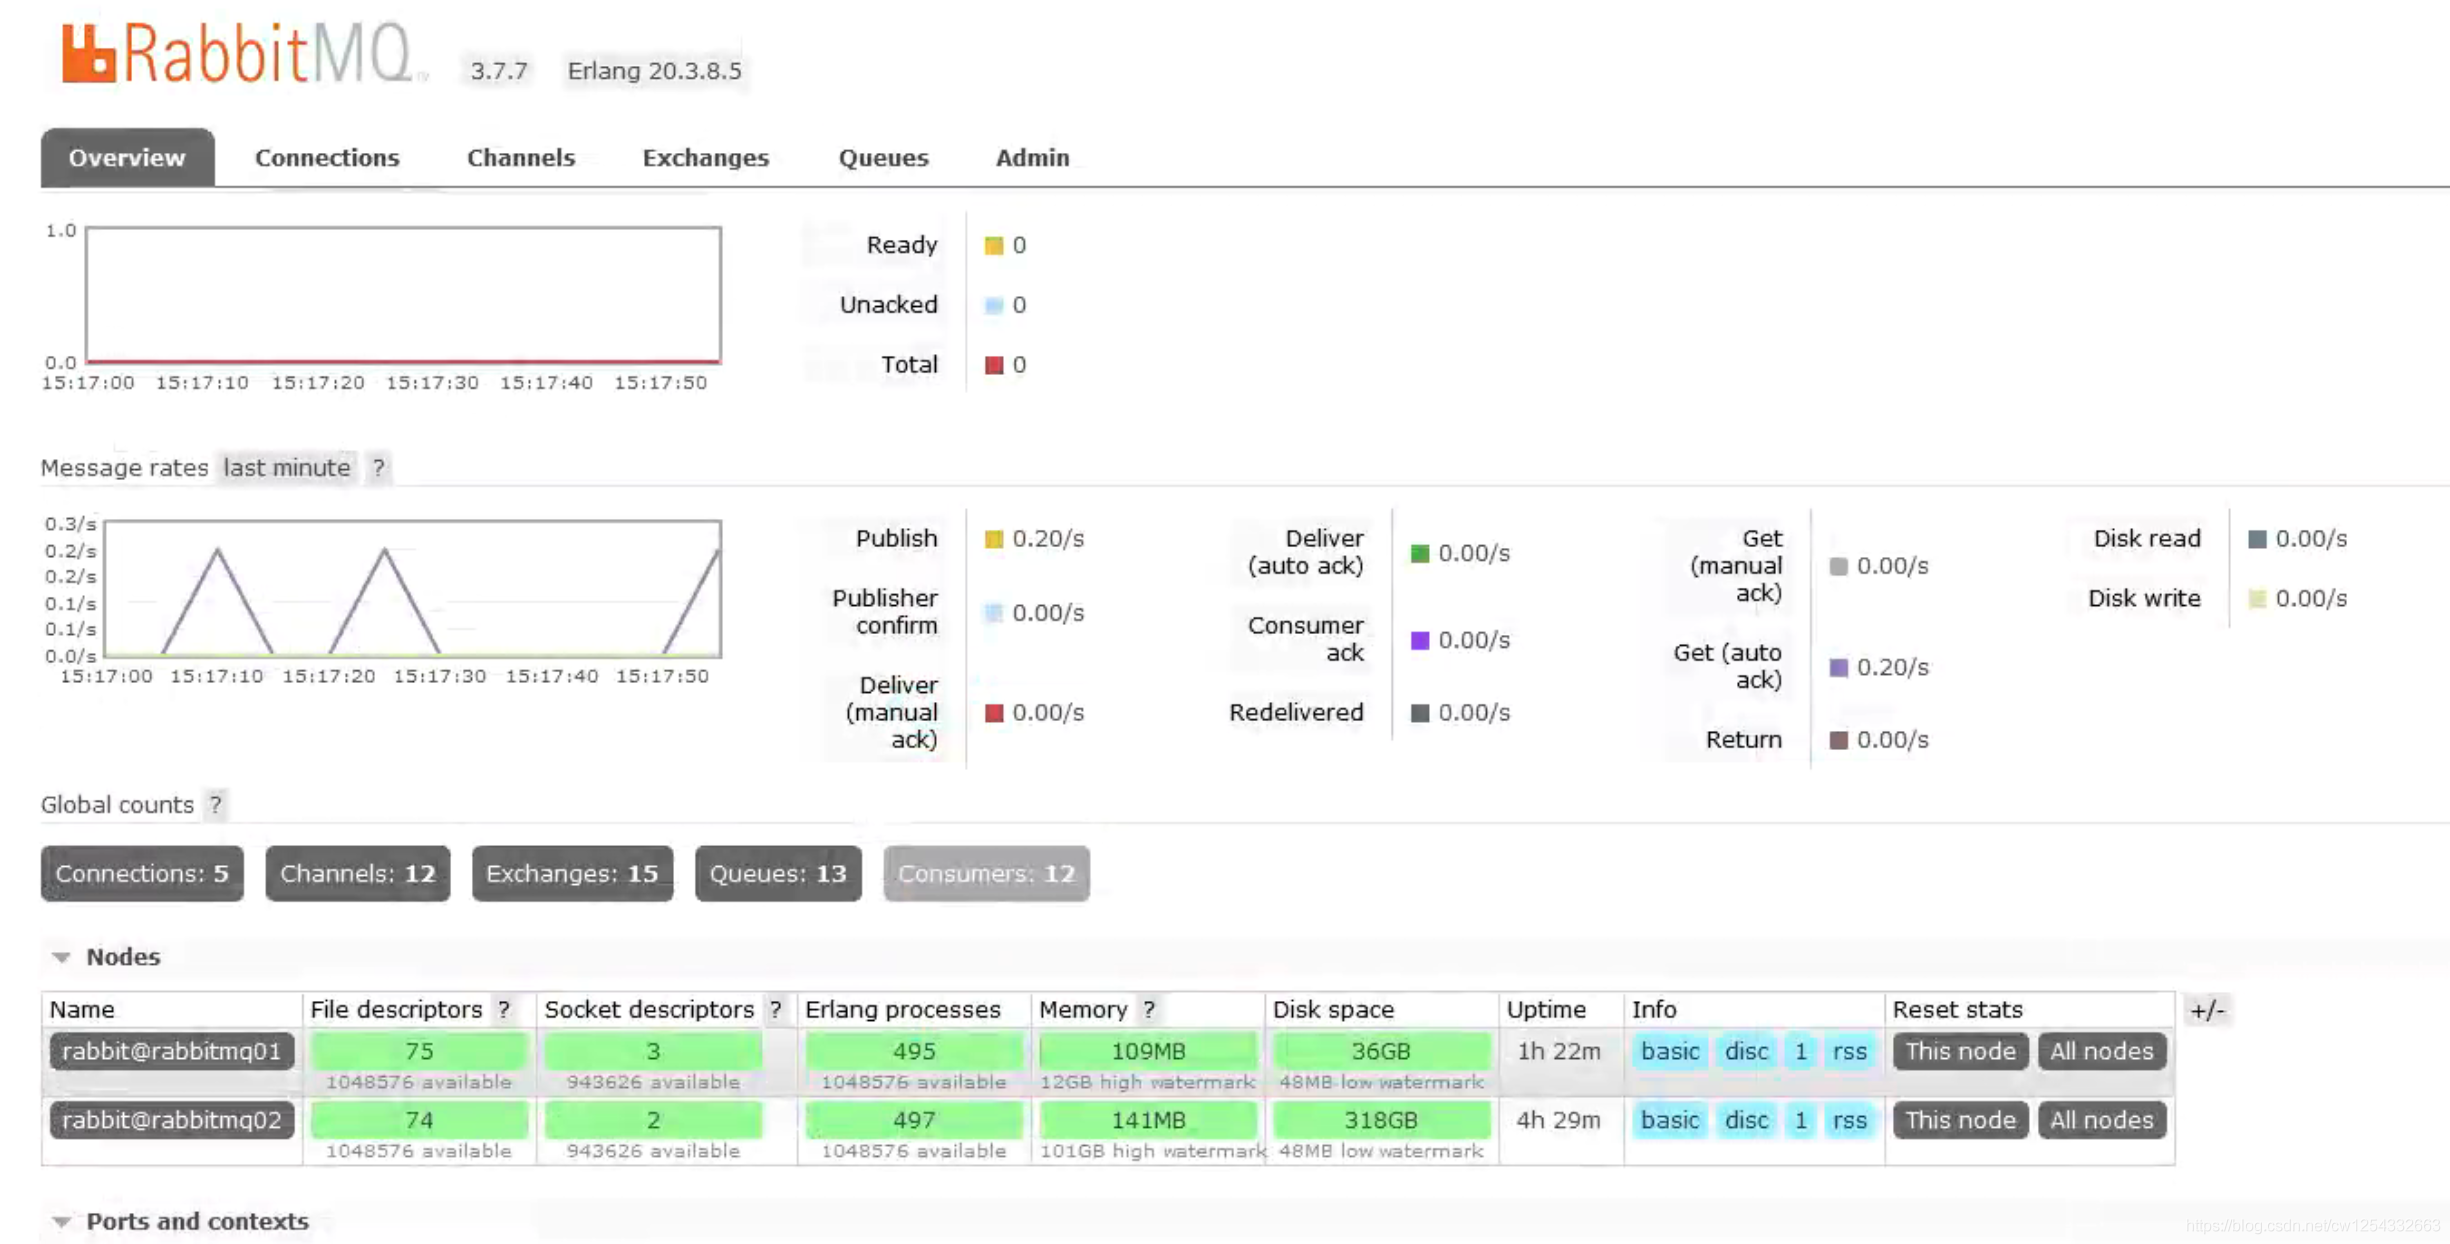 RabbitMQ 3.7.7 Erlang 20.3.8.5
Overview Connections Channels Exchanges Queues Admin
1.0
0.0
15:17:00 15:17:10 15:17:20 15:17:30 15:17:40 15:17:50
Ready 0
Unacked 0
Total 0
Message rates last minute ?
0.3/s
0.2/s
0.2/s
0.1/s
0.1/s
0.0/s
15:17:00 15:17:10 15:17:20 15:17:30 15:17:40 15:17:50
Publish 0.20/s
Publisher
confirm 0.00/s
Deliver
(manual
ack) 0.00/s
Deliver
(auto ack) 0.00/s
Consumer
ack 0.00/s
Redelivered 0.00/s
Get
(manual
ack) 0.00/s
Get (auto
ack) 0.20/s
Return 0.00/s
Disk read 0.00/s
Disk write 0.00/s
Global counts ?
Connections: 5 Channels: 12 Exchanges: 15 Queues: 13 Consumers: 12
Nodes
Name File descriptors ? Socket descriptors ? Erlang processes Memory ? Disk space Uptime Info Reset stats +/-
rabbit@rabbitmq01 75 3 495 109MB 36GB 1h 22m basic disc 1 rss This node All nodes
1048576 available 943626 available 1048576 available 12GB high watermark 48MB low watermark
rabbit@rabbitmq02 74 2 497 141MB 318GB 4h 29m basic disc 1 rss This node All nodes
1048576 available 943626 available 1048576 available 101GB high watermark 48MB low watermark
Ports and contexts
https://blog.csdn.net/cw1254332663